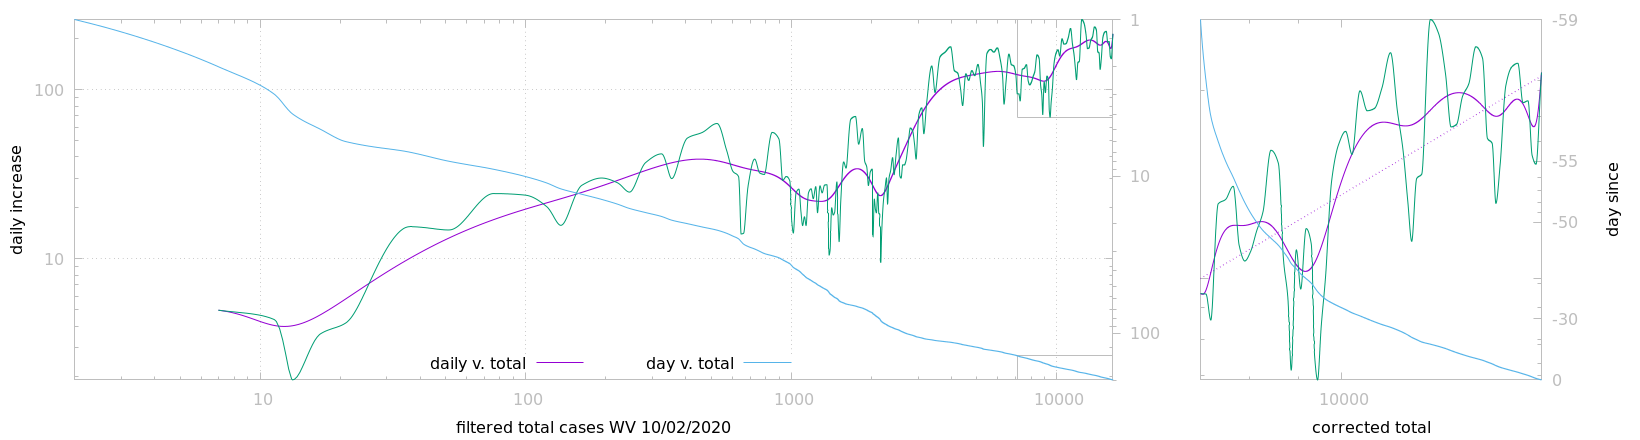 daily increase
100
10
daily v. total
day v. total
10
100
1000
10000
filtered total cases WV 10/02/2020
1
10
100
10000
corrected total
-59
-55
-50
-30
0
day since